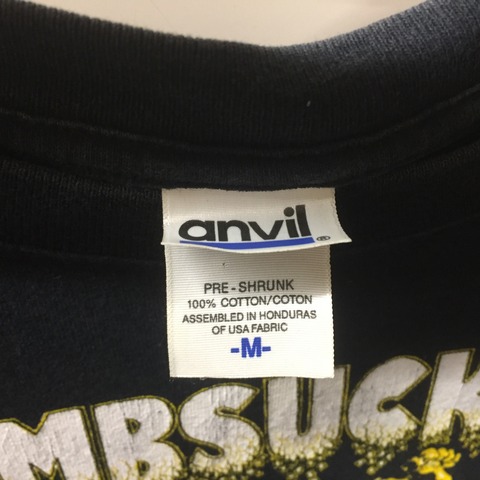 anvil®
PRE-SHRUNK
100% COTTON/COTON
ASSEMBLED IN HONDURAS
OF USA FABRIC
-M-
MBSUCK